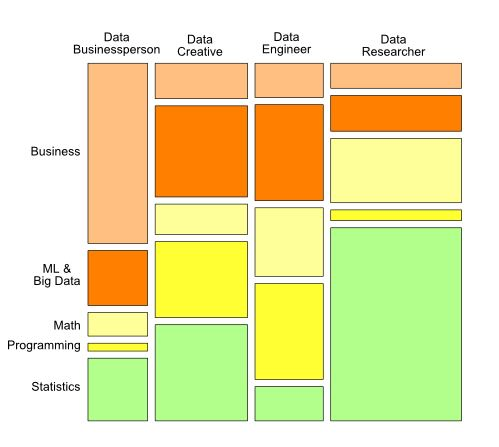 Data
Businessperson
Data
Creative
Data
Engineer
Data
Researcher
Business
ML &
Big Data
Math
Programming
Statistics